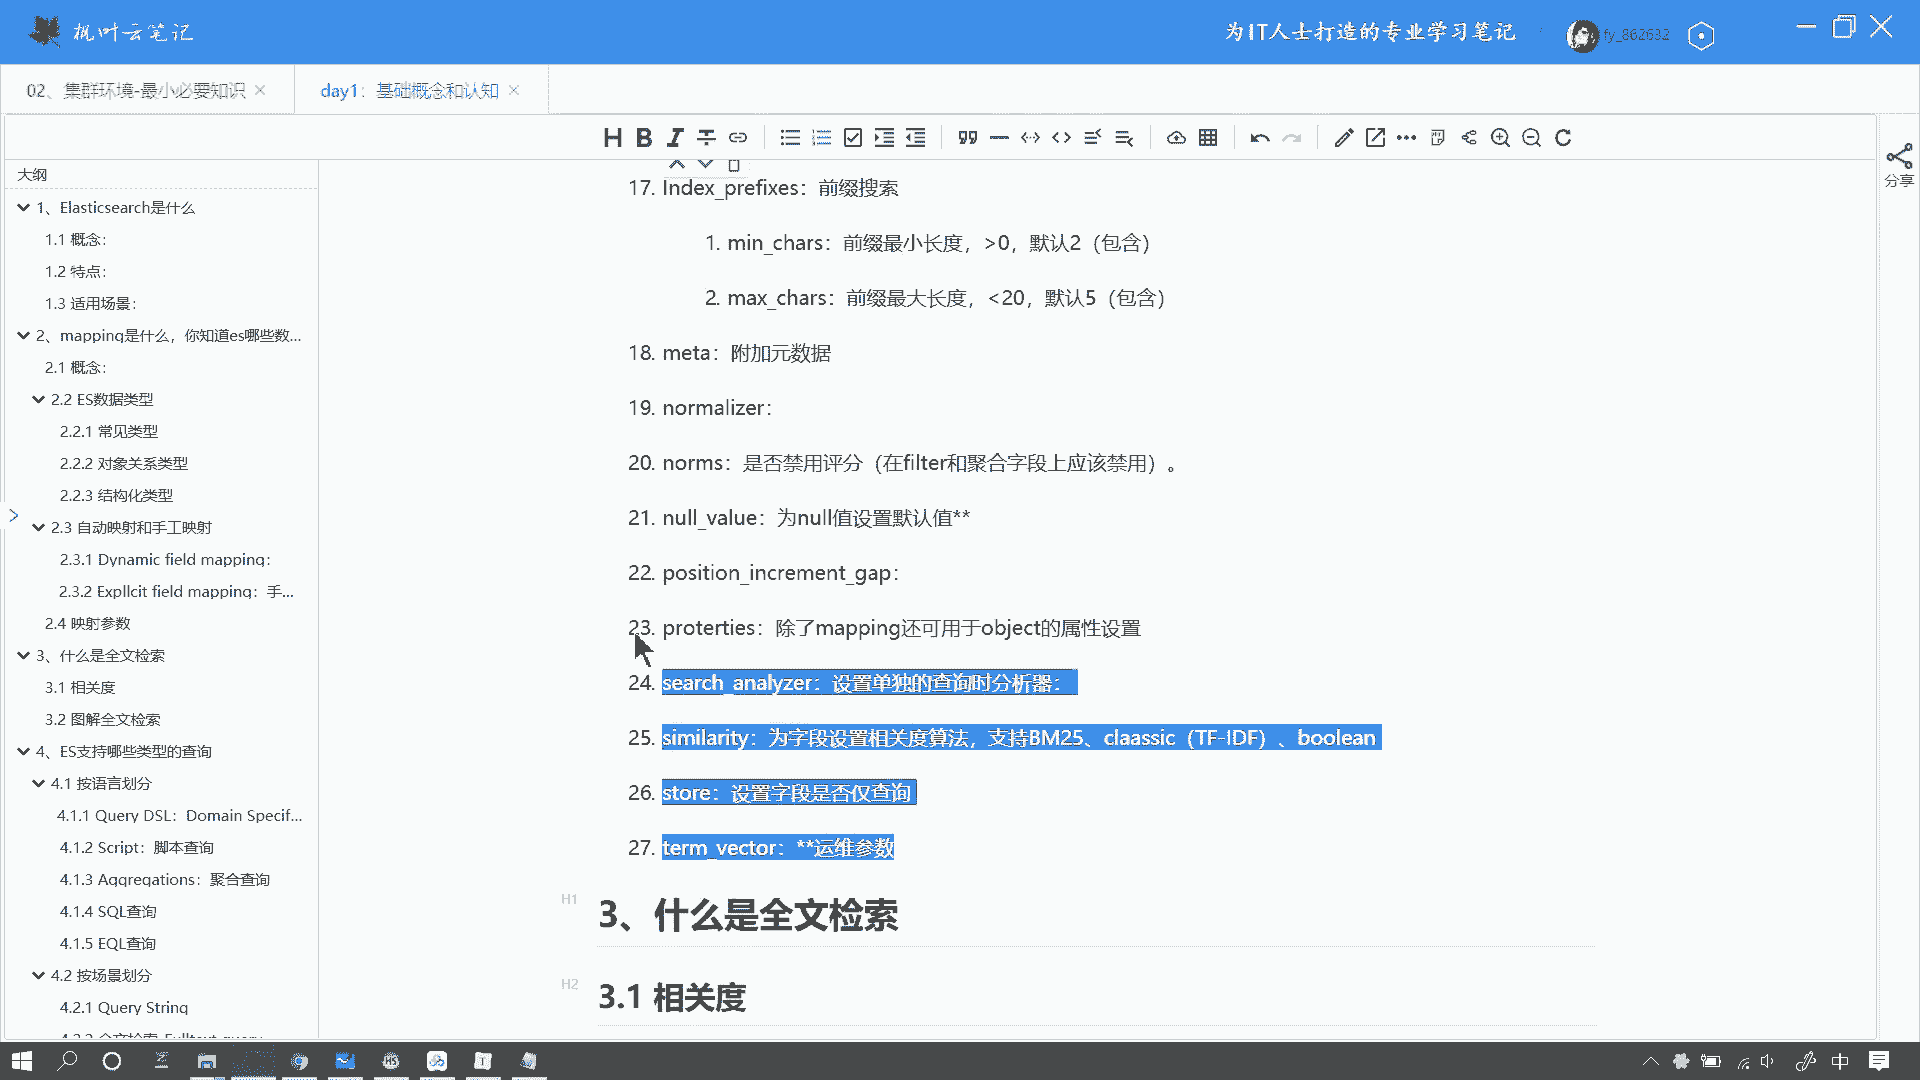 枫叶云笔记
为IT人士打造的专业学习笔记
fy_862632
02、集群环境-最小必要知识
day1：基础概念和认知
分享
大纲
1、Elasticsearch是什么
1.1 概念：
1.2 特点：
1.3 适用场景：
2、mapping是什么，你知道es哪些数...
2.1 概念：
2.2 ES数据类型
2.2.1 常见类型
2.2.2 对象关系类型
2.2.3 结构化类型
2.3 自动映射和手工映射
2.3.1 Dynamic field mapping：
2.3.2 Expllcit field mapping：手...
2.4 映射参数
3、什么是全文检索
3.1 相关度
3.2 图解全文检索
4、ES支持哪些类型的查询
4.1 按语言划分
4.1.1 Query DSL：Domain Specif...
4.1.2 Script：脚本查询
4.1.3 Aggregations：聚合查询
4.1.4 SQL查询
4.1.5 EQL查询
4.2 按场景划分
4.2.1 Query String
17. Index_prefixes：前缀搜索
1. min_chars：前缀最小长度，>0，默认2（包含）
2. max_chars：前缀最大长度，<20，默认5（包含）
18. meta：附加元数据
19. normalizer：
20. norms：是否禁用评分（在filter和聚合字段上应该禁用）。
21. null_value：为null值设置默认值**
22. position_increment_gap：
23. proterties：除了mapping还可用于object的属性设置
24. search_analyzer：设置单独的查询时分析器：
25. similarity：为字段设置相关度算法，支持BM25、claassic（TF-IDF）、boolean
26. store：设置字段是否仅查询
27. term_vector：**运维参数
H1
3、什么是全文检索
H2
3.1 相关度
中